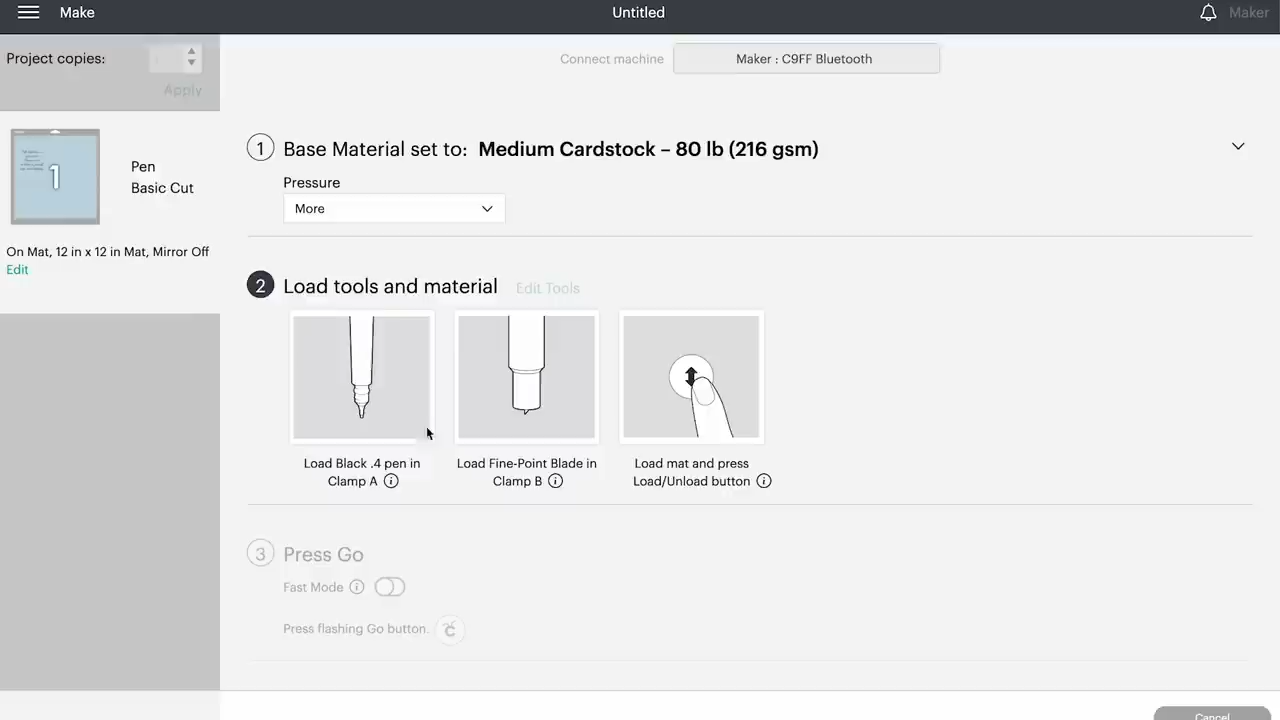 Make
Untitled
Maker
Project copies:
Apply
Connect machine
Maker : C9FF Bluetooth
1
Pen
Basic Cut
On Mat, 12 in x 12 in Mat, Mirror Off
Edit
1 Base Material set to: Medium Cardstock – 80 lb (216 gsm)
Pressure
More
2 Load tools and material Edit Tools
Load Black .4 pen in
Clamp A
Load Fine-Point Blade in
Clamp B
Load mat and press
Load/Unload button
3 Press Go
Fast Mode
Press flashing Go button.
Cancel